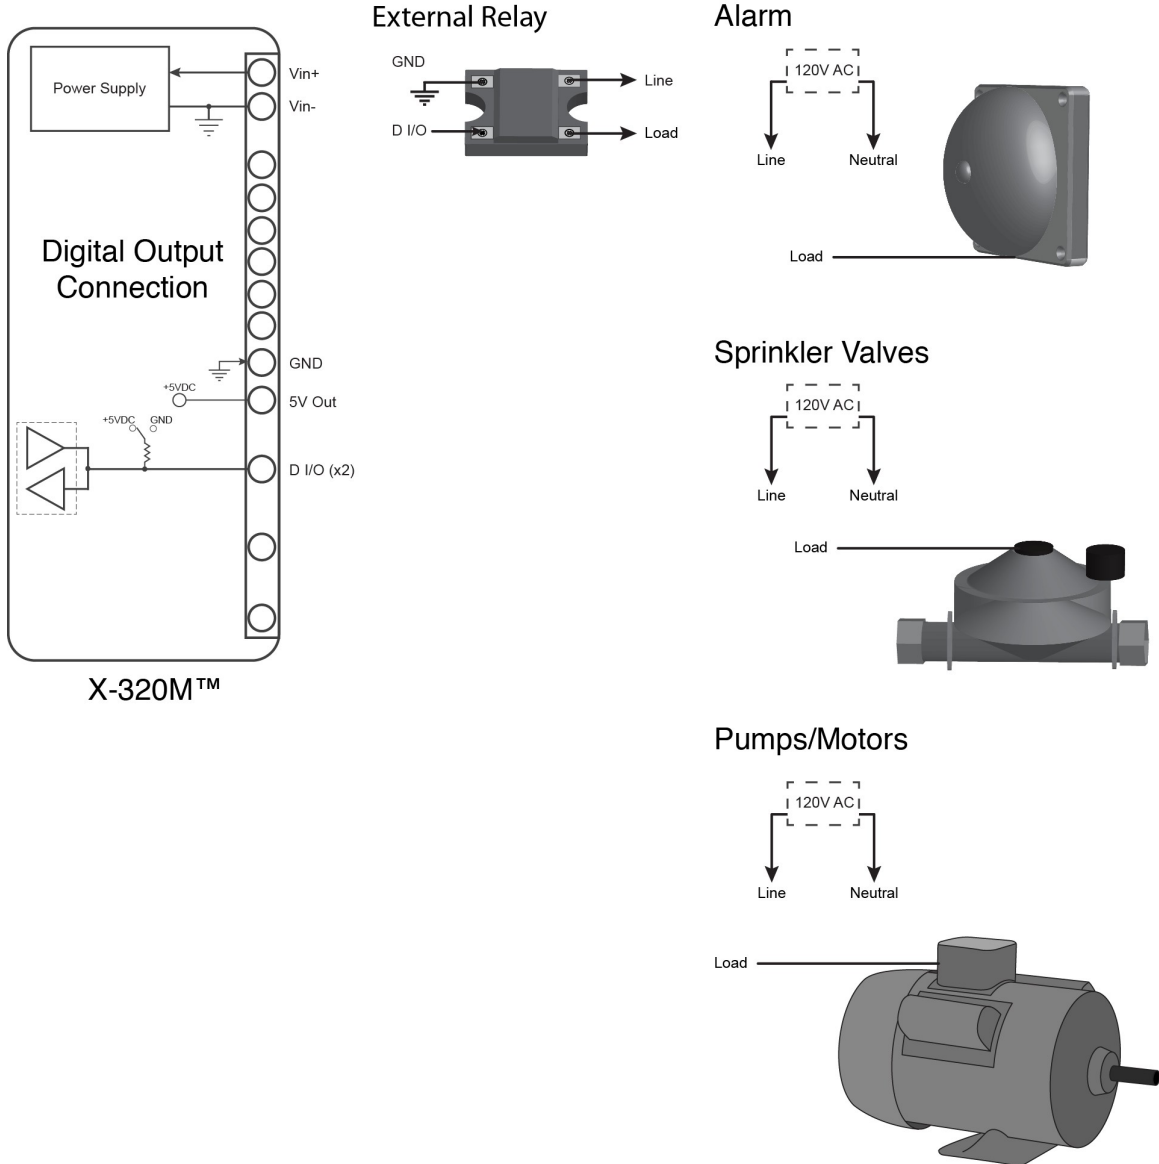 Power Supply
Vin+
Vin-
Digital Output
Connection
GND
+5VDC
5V Out
+5VDC
GND
D I/O (x2)
X-320M™
External Relay
GND
Line
D I/O
Load
Alarm
120V AC
Line
Neutral
Load
Sprinkler Valves
120V AC
Line
Neutral
Load
Pumps/Motors
120V AC
Line
Neutral
Load